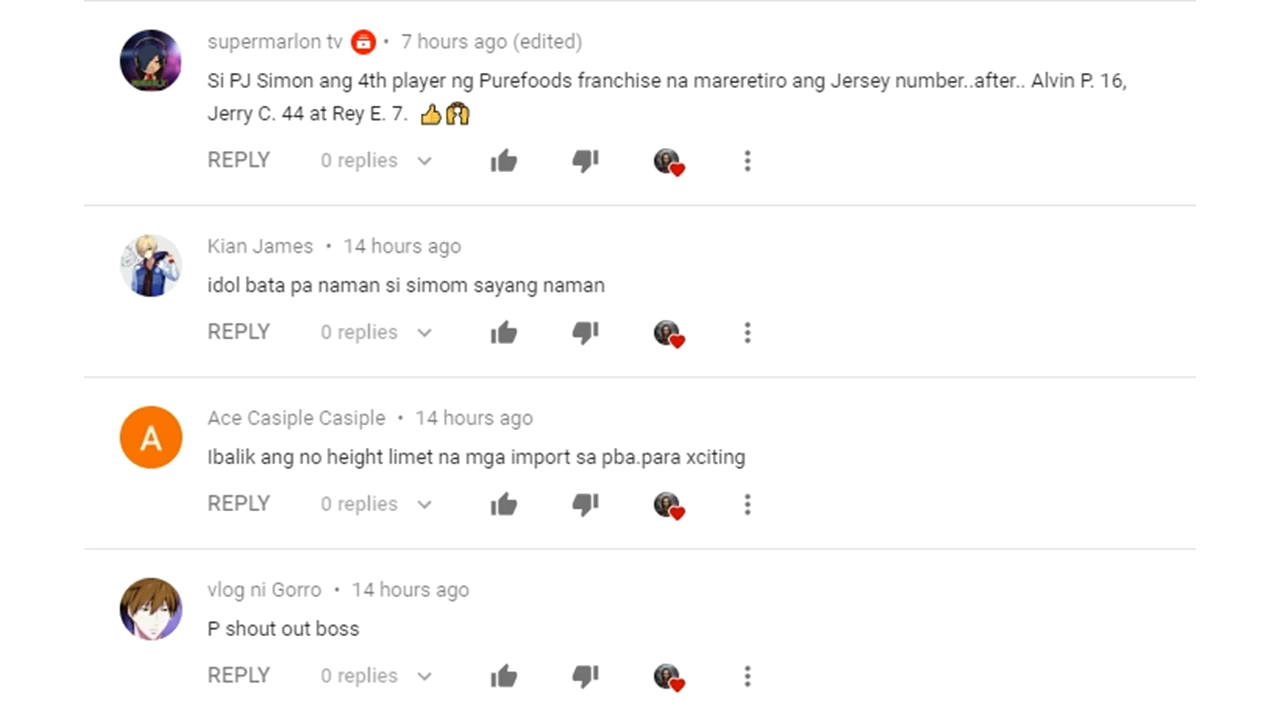 supermarlon tv • 7 hours ago (edited)
Si PJ Simon ang 4th player ng Purefoods franchise na mareretiro ang Jersey number..after.. Alvin P. 16,
Jerry C. 44 at Rey E. 7. 👍🙌
REPLY 0 replies
Kian James • 14 hours ago
idol bata pa naman si simom sayang naman
REPLY 0 replies
A
Ace Casiple Casiple • 14 hours ago
Ibalik ang no height limet na mga import sa pba.para xciting
REPLY 0 replies
vlog ni Gorro • 14 hours ago
P shout out boss
REPLY 0 replies